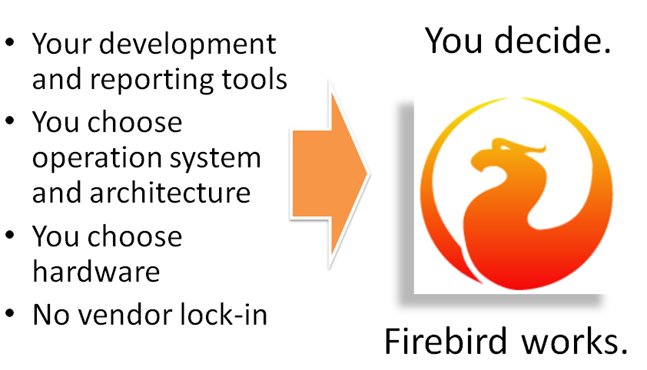 • Your development
and reporting tools
• You choose
operation system
and architecture
• You choose
hardware
• No vendor lock-in
You decide.
Firebird works.